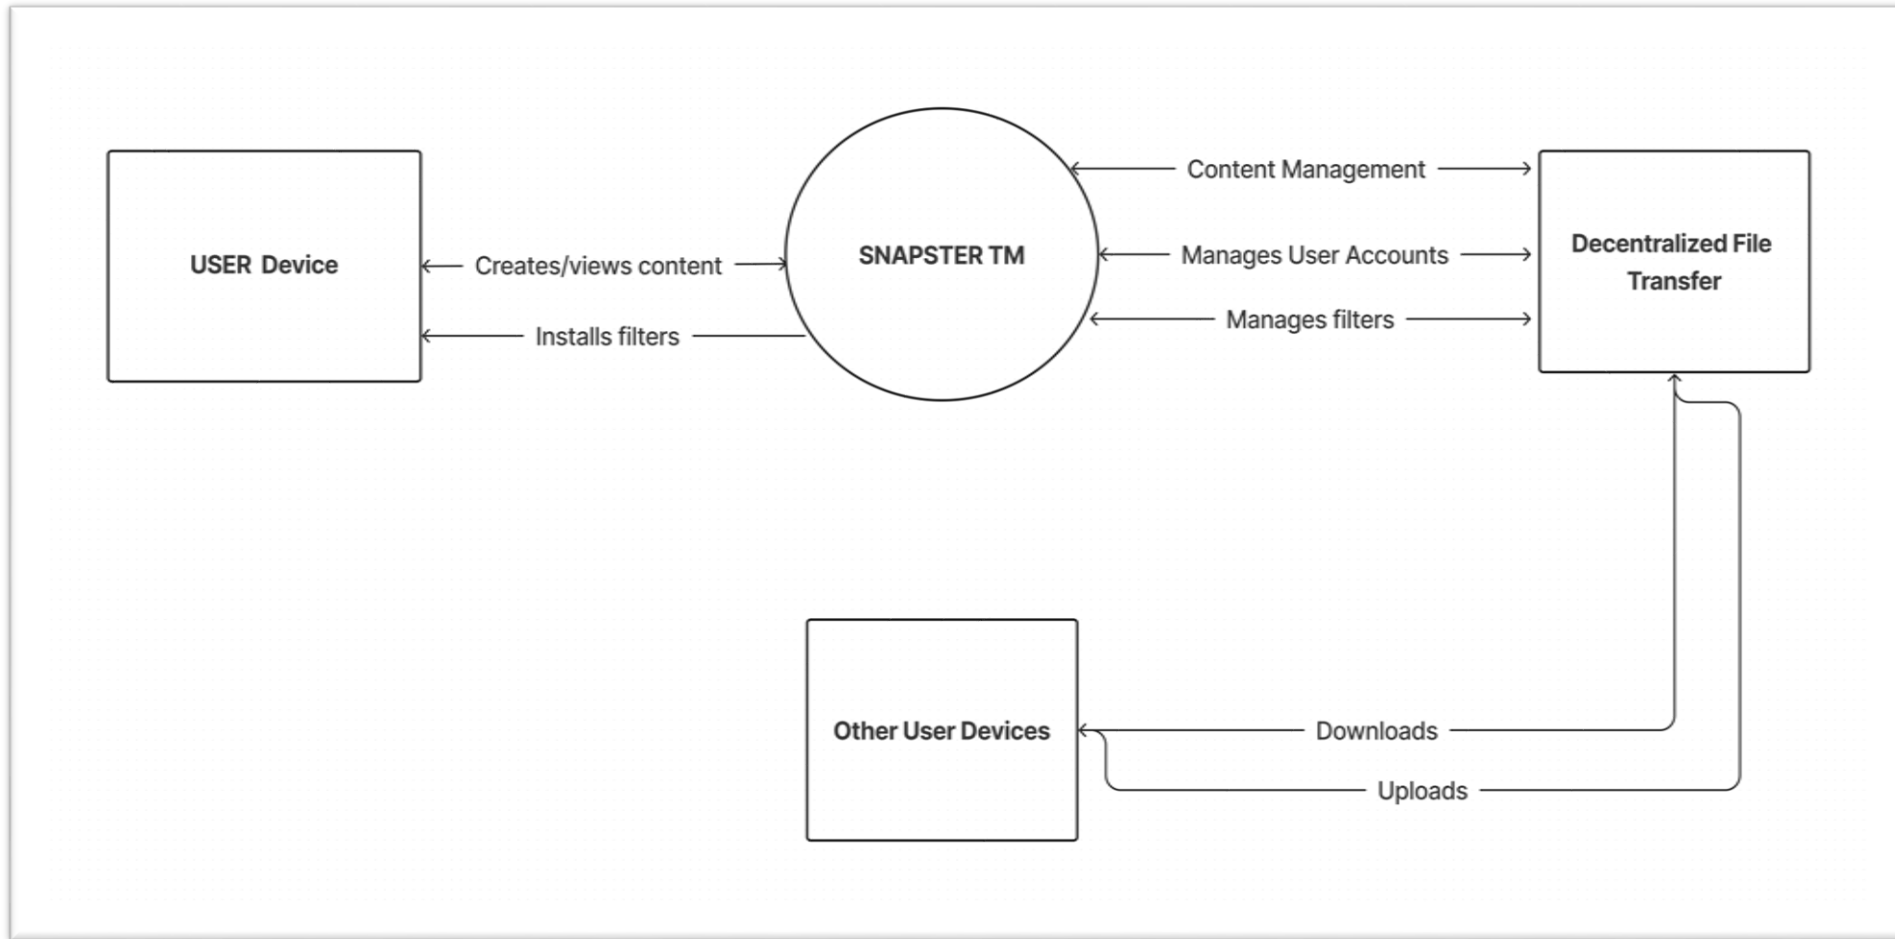 USER Device
Creates/views content
Installs filters
SNAPSTER TM
Content Management
Manages User Accounts
Manages filters
Decentralized File
Transfer
Other User Devices
Downloads
Uploads